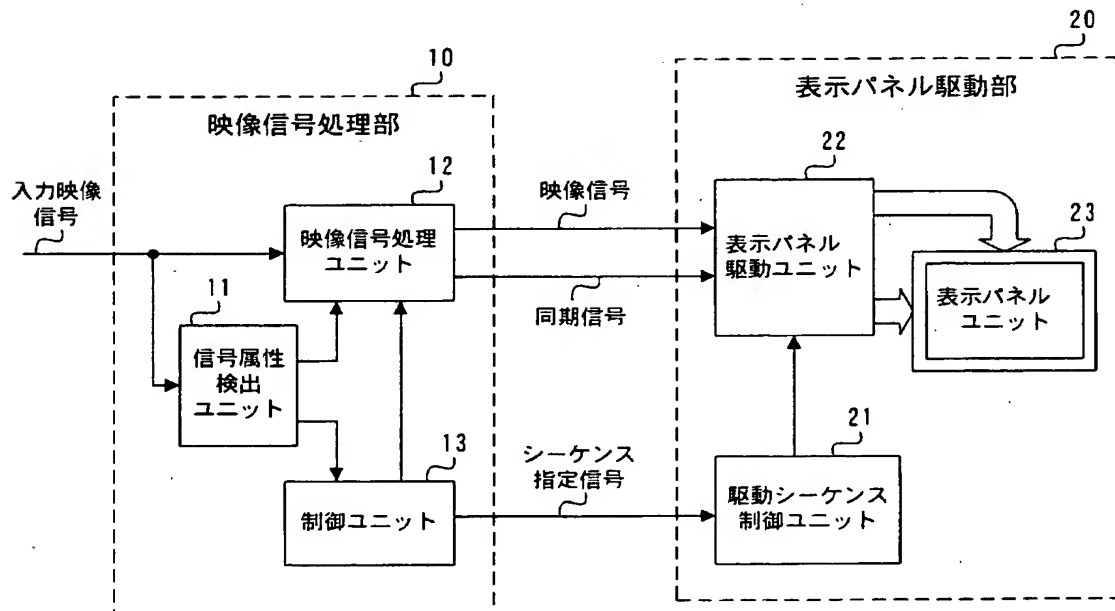 20
10
表示パネル駆動部
映像信号処理部
22
12
入力映像
信号
映像信号
23
映像信号処理
ユニット
表示パネル
駆動ユニット
表示パネル
ユニット
11
同期信号
信号属性
検出
ユニット
21
13
シーケンス
指定信号
制御ユニット
駆動シーケンス
制御ユニット